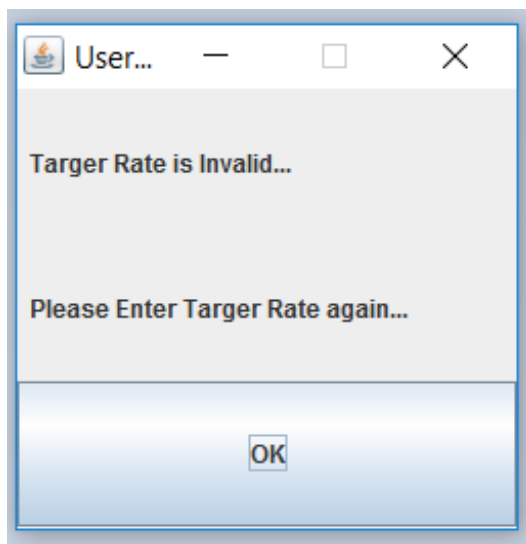 User...
Targer Rate is Invalid...
Please Enter Targer Rate again...
OK